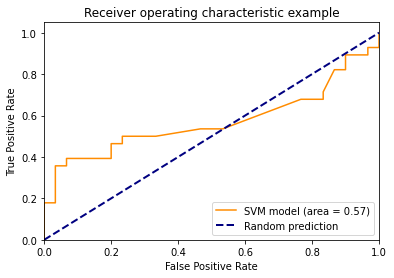 Receiver operating characteristic example
True Positive Rate
1.0
0.8
0.6
0.4
0.2
0.0
SVM model (area = 0.57)
Random prediction
0.0 0.2 0.4 0.6 0.8 1.0
False Positive Rate